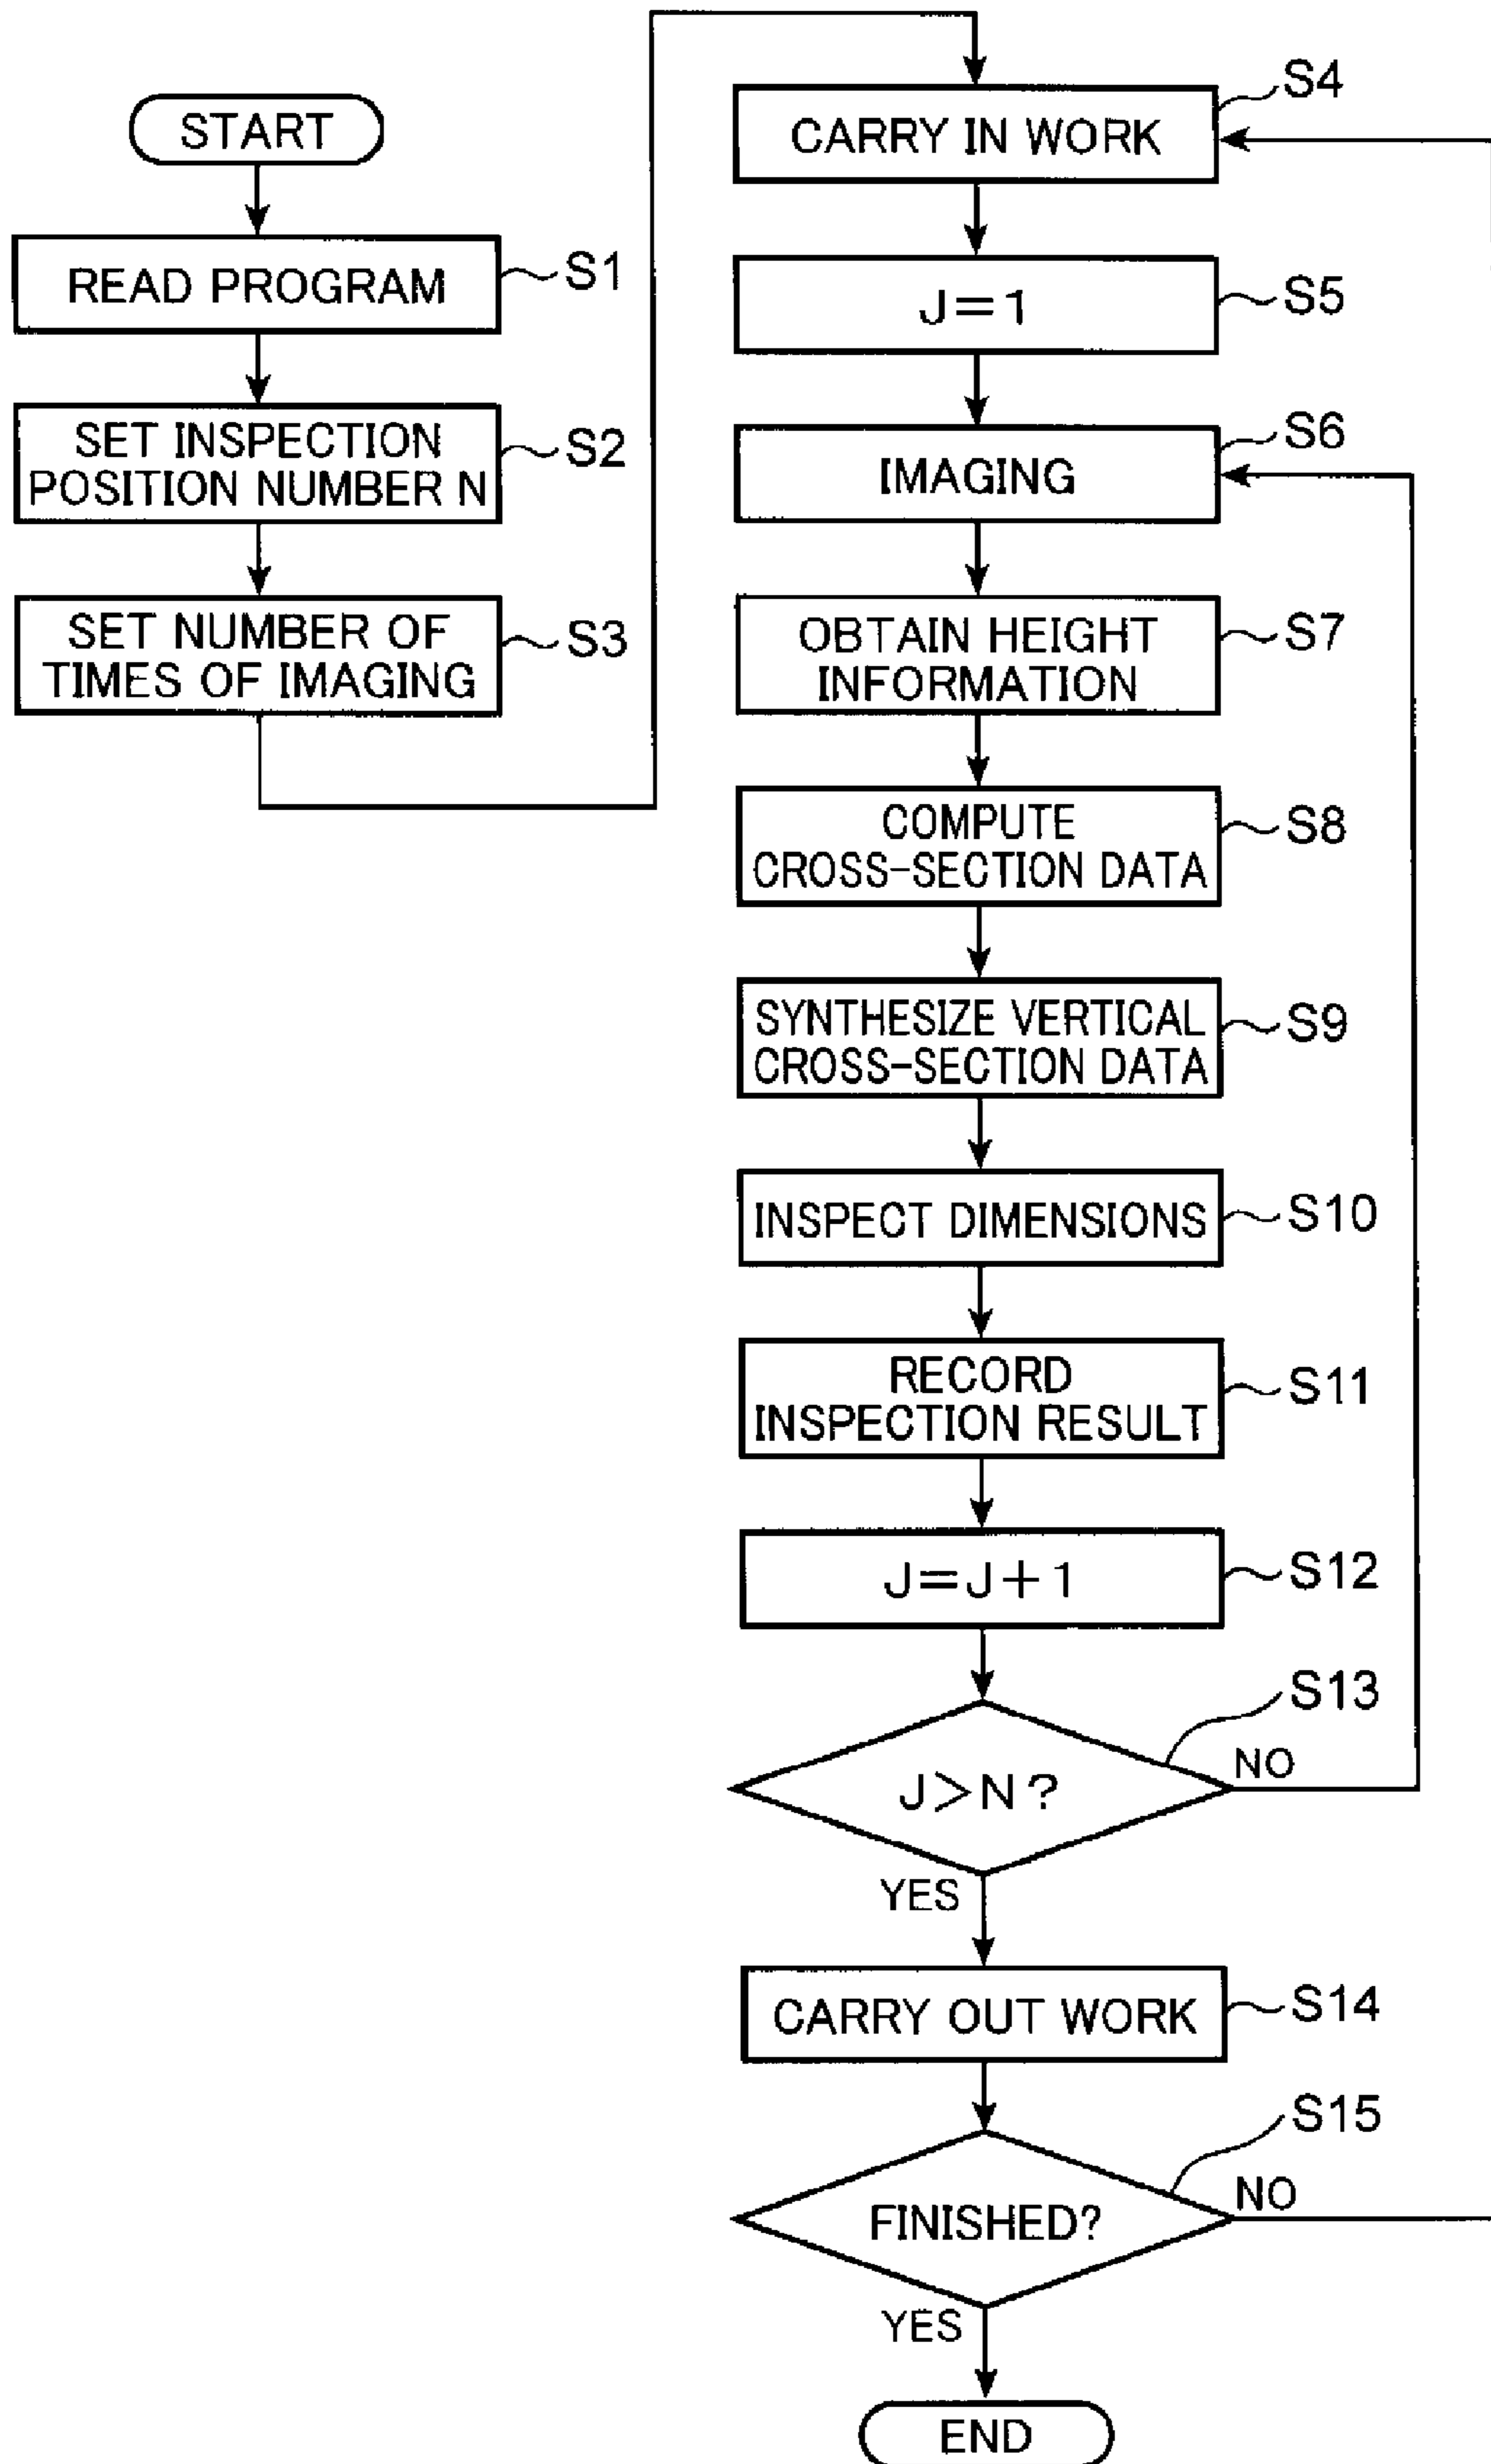 START
READ PROGRAM
S1
SET INSPECTION
POSITION NUMBER N
S2
SET NUMBER OF
TIMES OF IMAGING
S3
CARRY IN WORK
S4
J=1
S5
IMAGING
S6
OBTAIN HEIGHT
INFORMATION
S7
COMPUTE
CROSS-SECTION DATA
S8
SYNTHESIZE VERTICAL
CROSS-SECTION DATA
S9
INSPECT DIMENSIONS
S10
RECORD
INSPECTION RESULT
S11
J=J+1
S12
J>N?
S13
NO
YES
CARRY OUT WORK
S14
FINISHED?
S15
NO
YES
END